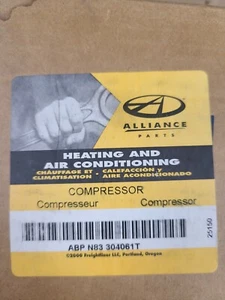 ALLIANCE
PARTS
HEATING AND
AIR CONDITIONING
CHAUFFAGE ET · CALEFACCIÓN y
CLIMATISATION · AIRE ACONDICIONADO
COMPRESSOR
Compresseur Compresor
ABP N83 304061T
©2000 Freightliner LLC, Portland, Oregon
25150